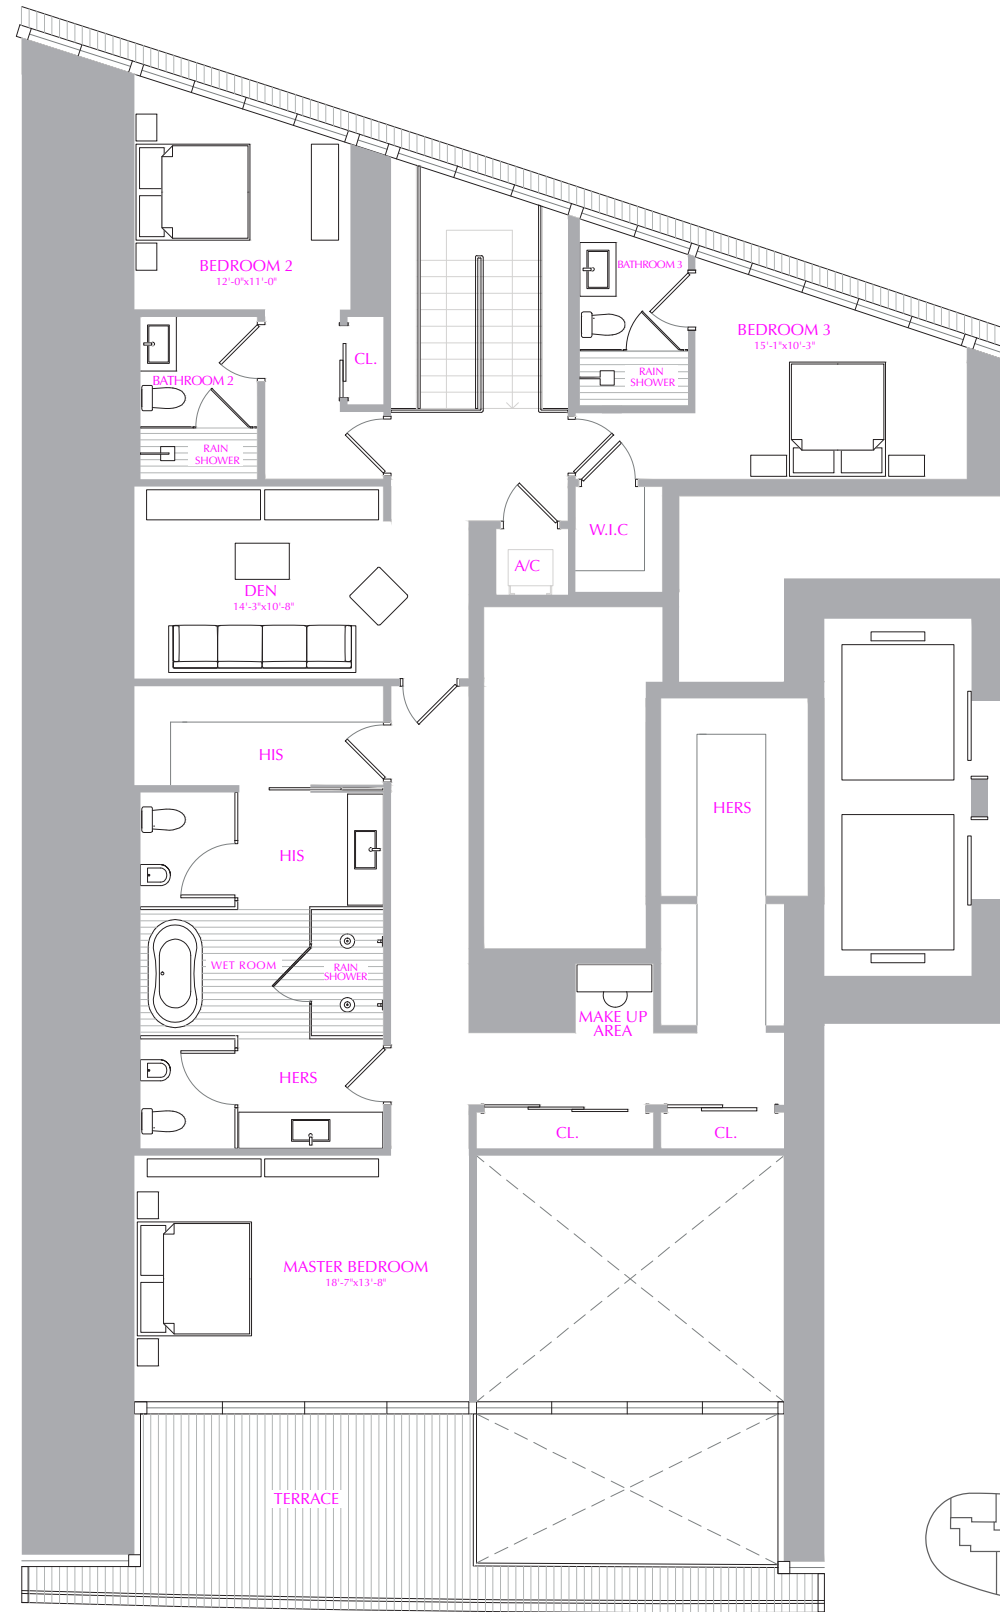 BEDROOM 2
12'-0"x11'-0"
BATHROOM 3
BEDROOM 3
15'-1"x10'-3"
CL.
BATHROOM 2
RAIN
SHOWER
RAIN
SHOWER
W.I.C
A/C
DEN
14'-3"x10'-8"
HIS
HERS
HIS
WET ROOM
RAIN
SHOWER
MAKE UP
AREA
HERS
CL.
CL.
MASTER BEDROOM
18'-7"x13'-8"
TERRACE